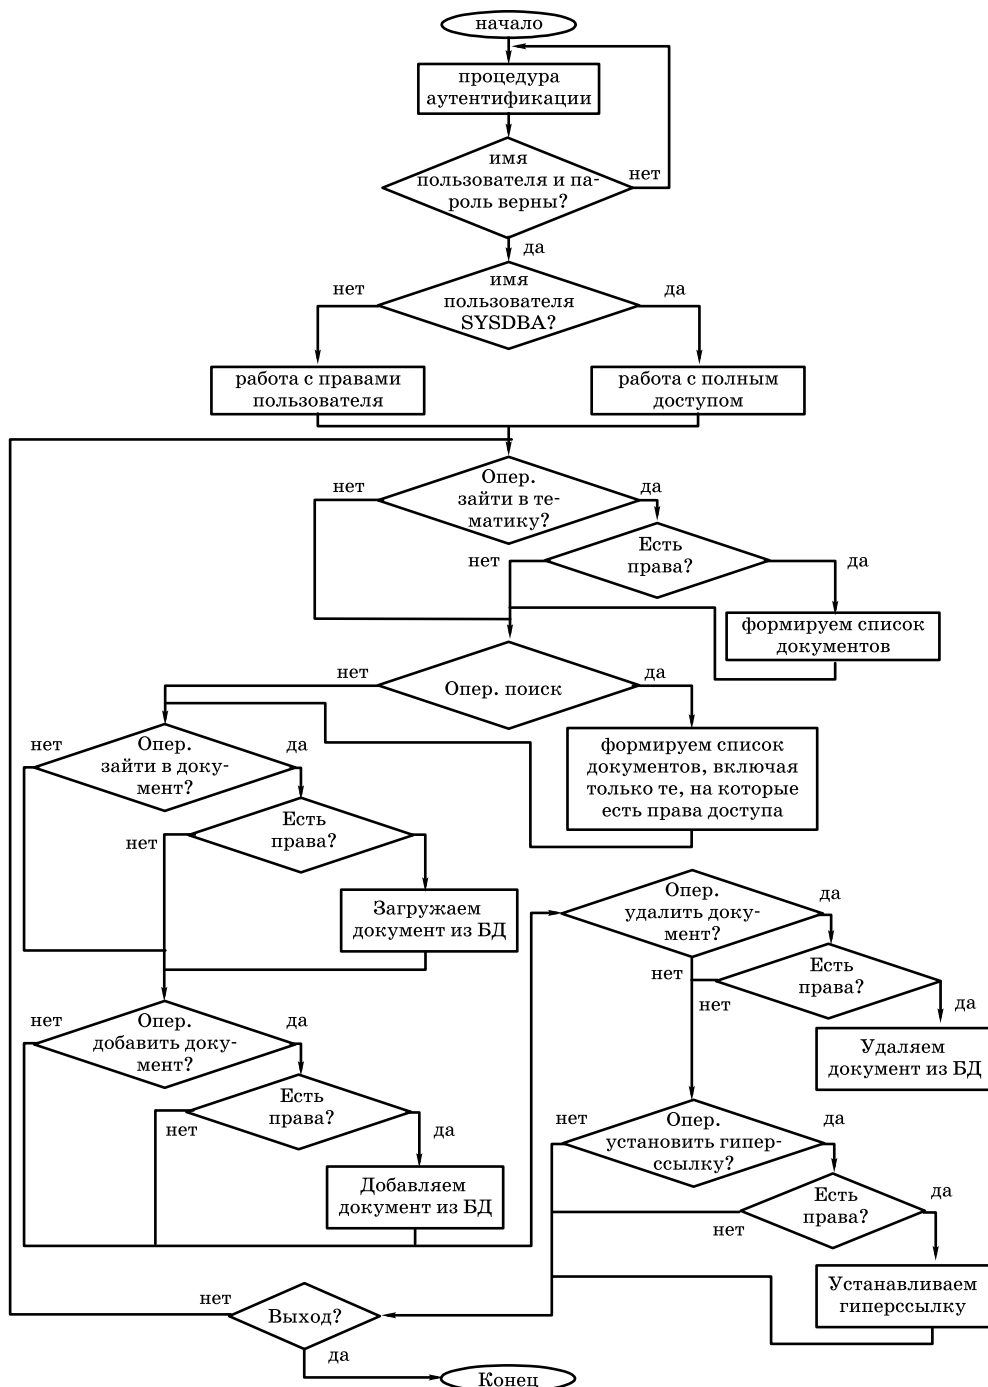 начало
процедура
аутентификации
имя
пользователя и па-
роль верны?
нет
да
имя
пользователя
SYSDBA?
нет
да
работа с правами
пользователя
работа с полным
доступом
Опер.
зайти в те-
матику?
нет
да
Есть
права?
нет
да
формируем список
документов
Опер. поиск
нет
да
формируем список
документов, включая
только те, на которые
есть права доступа
Опер.
зайти в доку-
мент?
нет
да
Есть
права?
нет
Загружаем
документ из БД
Опер.
удалить доку-
мент?
да
нет
Есть
права?
нет
да
Удаляем
документ из БД
Опер.
добавить доку-
мент?
нет
да
Есть
права?
нет
да
Добавляем
документ из БД
Опер.
установить гипер-
ссылку?
нет
да
Есть
права?
нет
да
Устанавливаем
гиперссылку
Выход?
нет
да
Конец